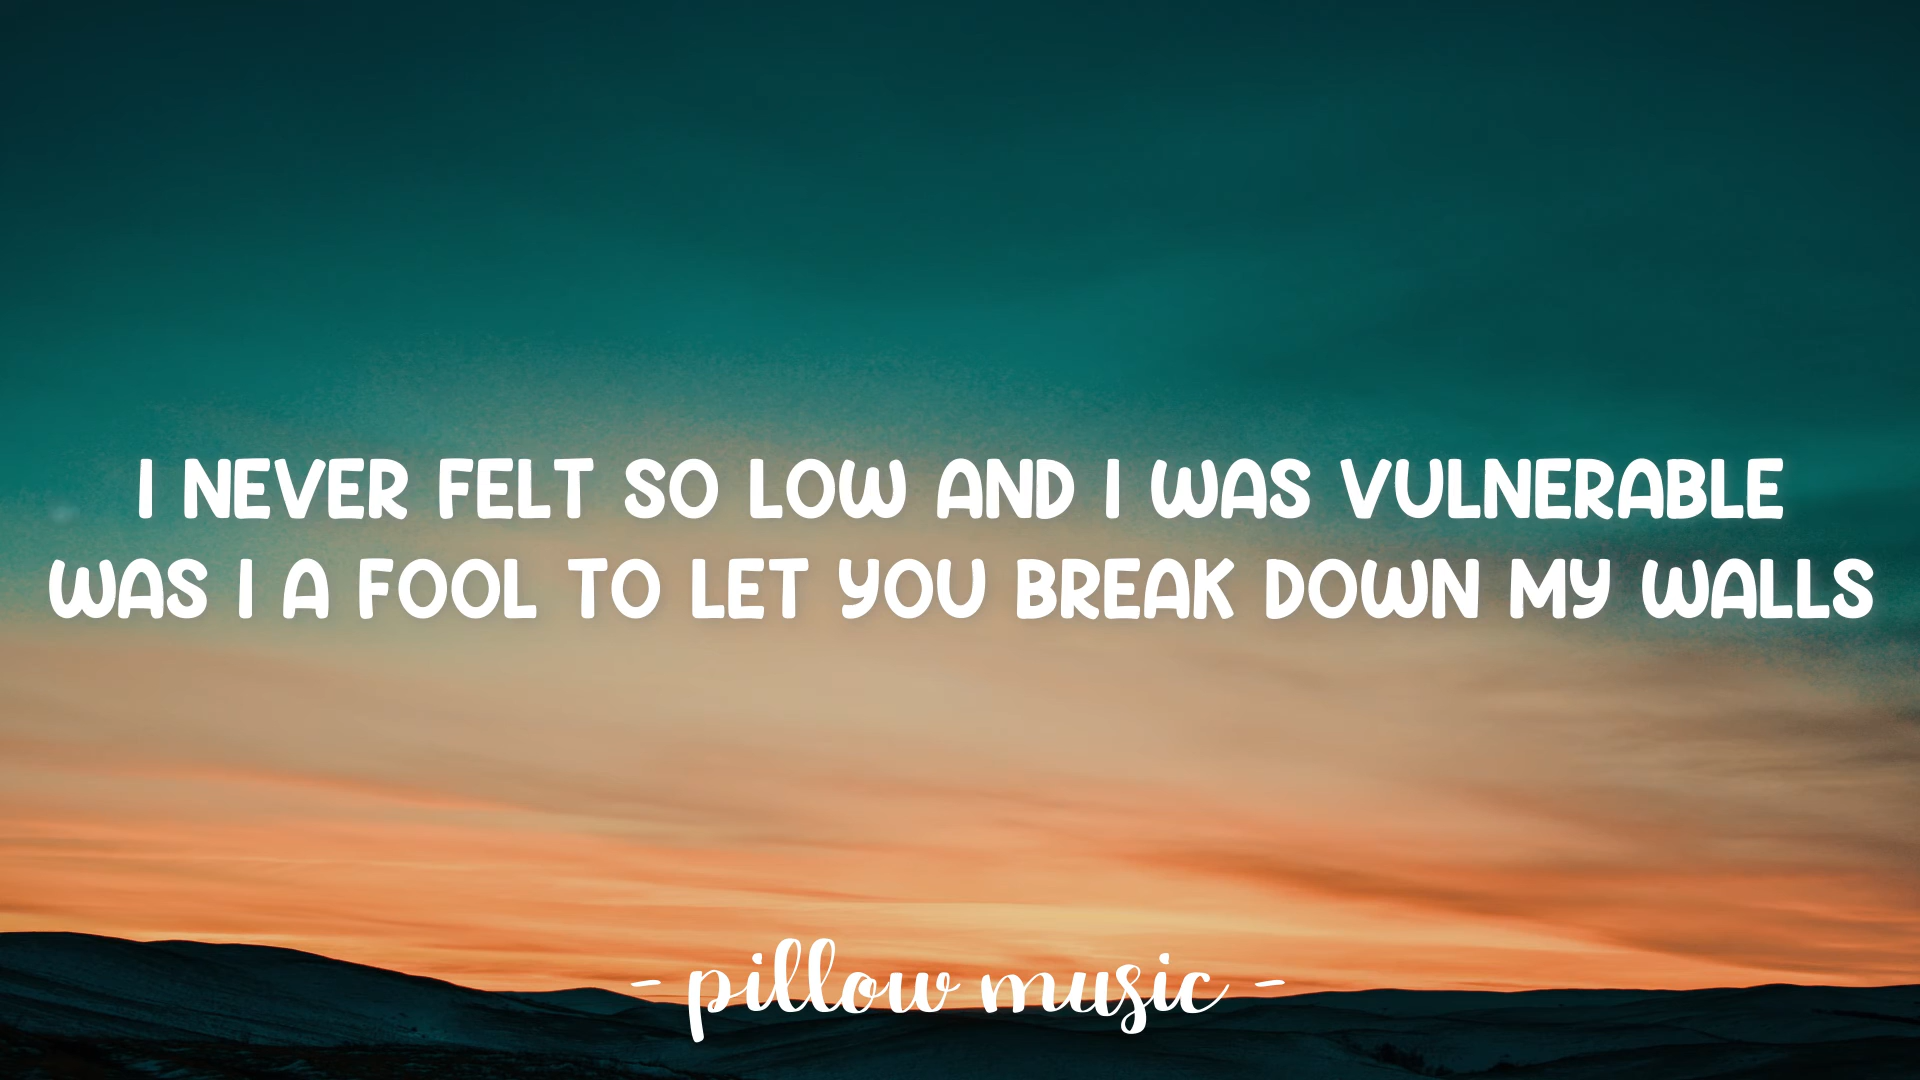 I NEVER FELT SO LOW AND I WAS VULNERABLE
WAS I A FOOL TO LET YOU BREAK DOWN MY WALLS
- pillow music -